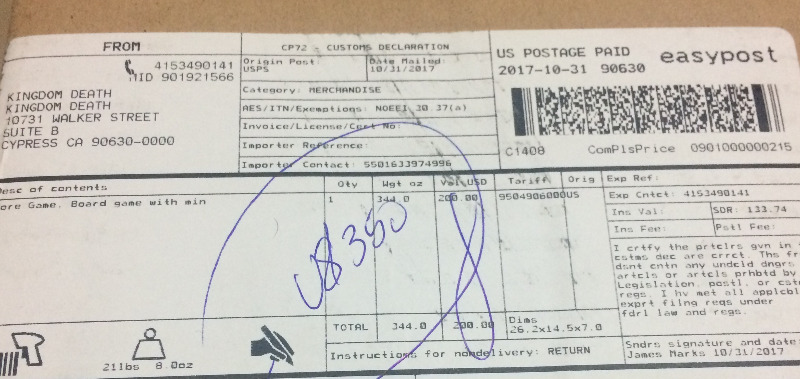 FROM
4153490141
MID 901921566
KINGDOM DEATH
KINGDOM DEATH
10731 WALKER STREET
SUITE B
CYPRESS CA 90630-0000
CP72 - CUSTOMS DECLARATION
Origin Post:
USPS
Date Mailed:
10/31/2017
Category: MERCHANDISE
AES/ITN/Exemptions: NOEEI 30.37(a)
Invoice/License/Cert No:
Importer Reference:
Importer Contact: 5501633974996
US POSTAGE PAID
2017-10-31 90630
easypost
C1408 ComPlsPrice 0901000000215
Desc of contents Qty Wgt oz Val USD Tariff Orig
ore Game. Board game with min 1 344.0 200.00 9504906000US
U8380
TOTAL 344.0 200.00
Dims
26.2x14.5x7.0
Instructions for nondelivery: RETURN
21lbs 8.0oz
Exp Ref:
Exp Cntct: 4153490141
Ins Val: SDR: 133.74
Ins Fee: Pstl Fee:
I crtfy the prtclrs gvn in
cstms dec are crrct. Ths fr
dsnt cntn any undcld dngrs
artcls or artcls prhbtd by
Legislation, postl, or cst
regs. I hv met all applcbl
exprt filng reqs under
fdrl law and regs.
Sndrs signature and date
James Marks 10/31/2017